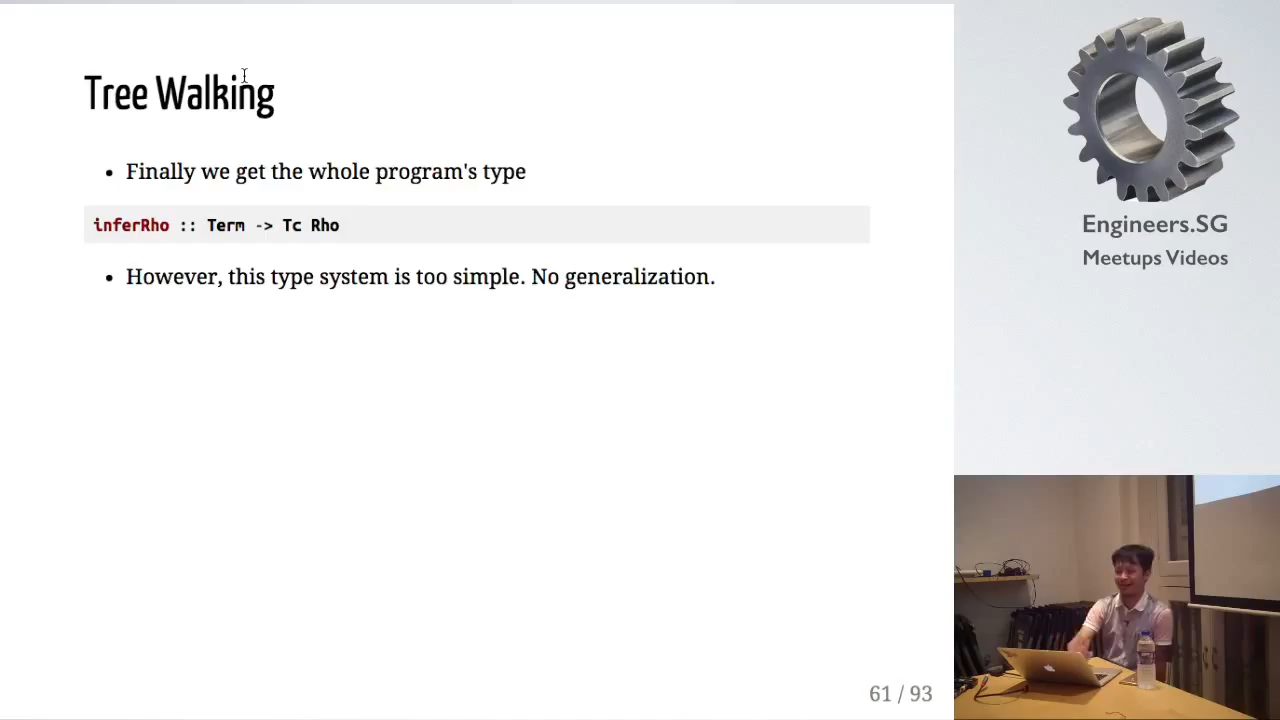 Tree Walking
Finally we get the whole program's type
inferRho :: Term -> Tc Rho
However, this type system is too simple. No generalization.
61 / 93
Engineers.SG
Meetups Videos